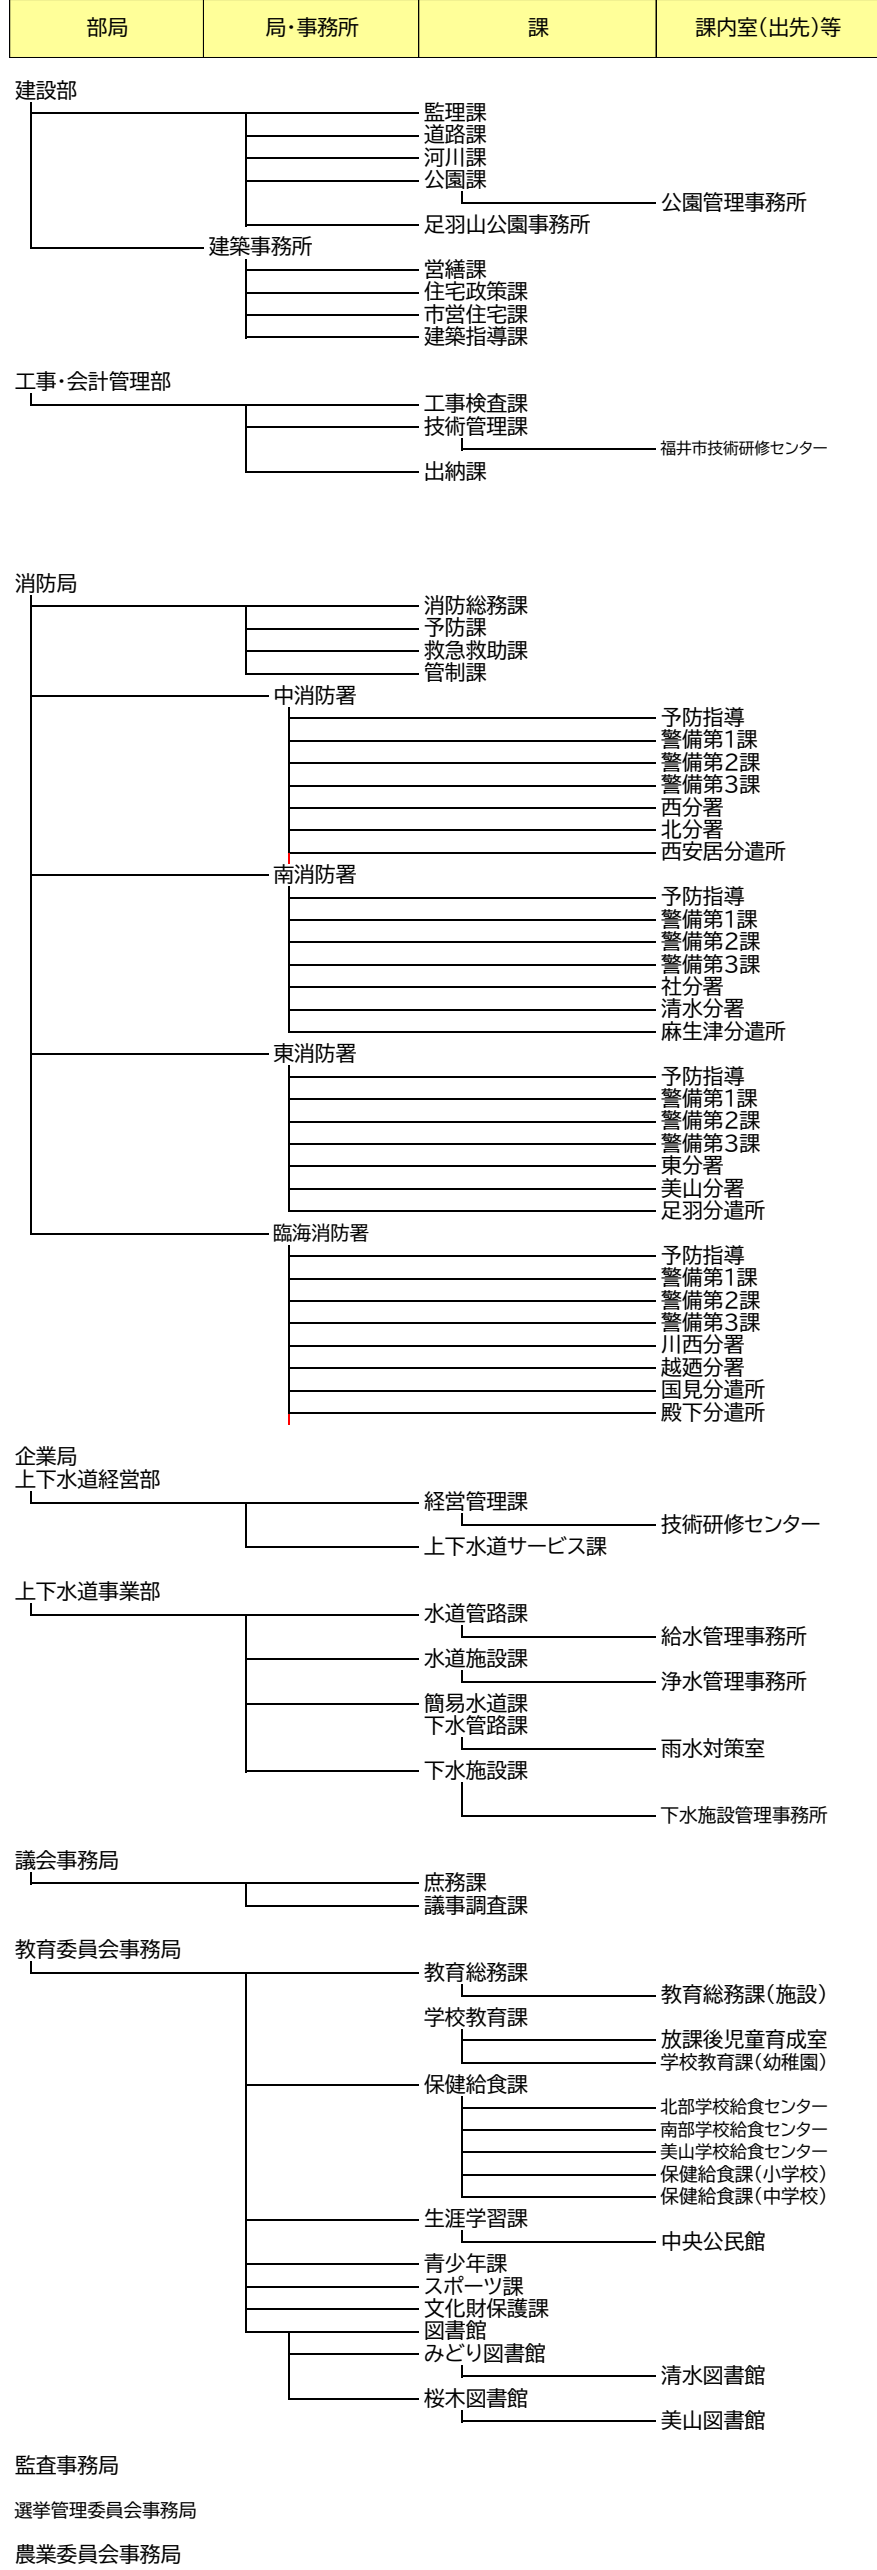 部局 局・事務所 課 課内室(出先)等
建設部
監理課
道路課
河川課
公園課
公園管理事務所
足羽山公園事務所
建築事務所
営繕課
住宅政策課
市営住宅課
建築指導課
工事・会計管理部
工事検査課
技術管理課
福井市技術研修センター
出納課
消防局
消防総務課
予防課
救急救助課
管制課
中消防署
予防指導
警備第1課
警備第2課
警備第3課
西分署
北分署
西安居分遣所
南消防署
予防指導
警備第1課
警備第2課
警備第3課
社分署
清水分署
麻生津分遣所
東消防署
予防指導
警備第1課
警備第2課
警備第3課
東分署
美山分署
足羽分遣所
臨海消防署
予防指導
警備第1課
警備第2課
警備第3課
川西分署
越廼分署
国見分遣所
殿下分遣所
企業局
上下水道経営部
経営管理課
技術研修センター
上下水道サービス課
上下水道事業部
水道管路課
給水管理事務所
水道施設課
浄水管理事務所
簡易水道課
下水管路課
雨水対策室
下水施設課
下水施設管理事務所
議会事務局
庶務課
議事調査課
教育委員会事務局
教育総務課
教育総務課(施設)
学校教育課
放課後児童育成室
学校教育課(幼稚園)
保健給食課
北部学校給食センター
南部学校給食センター
美山学校給食センター
保健給食課(小学校)
保健給食課(中学校)
生涯学習課
中央公民館
青少年課
スポーツ課
文化財保護課
図書館
みどり図書館
清水図書館
桜木図書館
美山図書館
監査事務局
選挙管理委員会事務局
農業委員会事務局